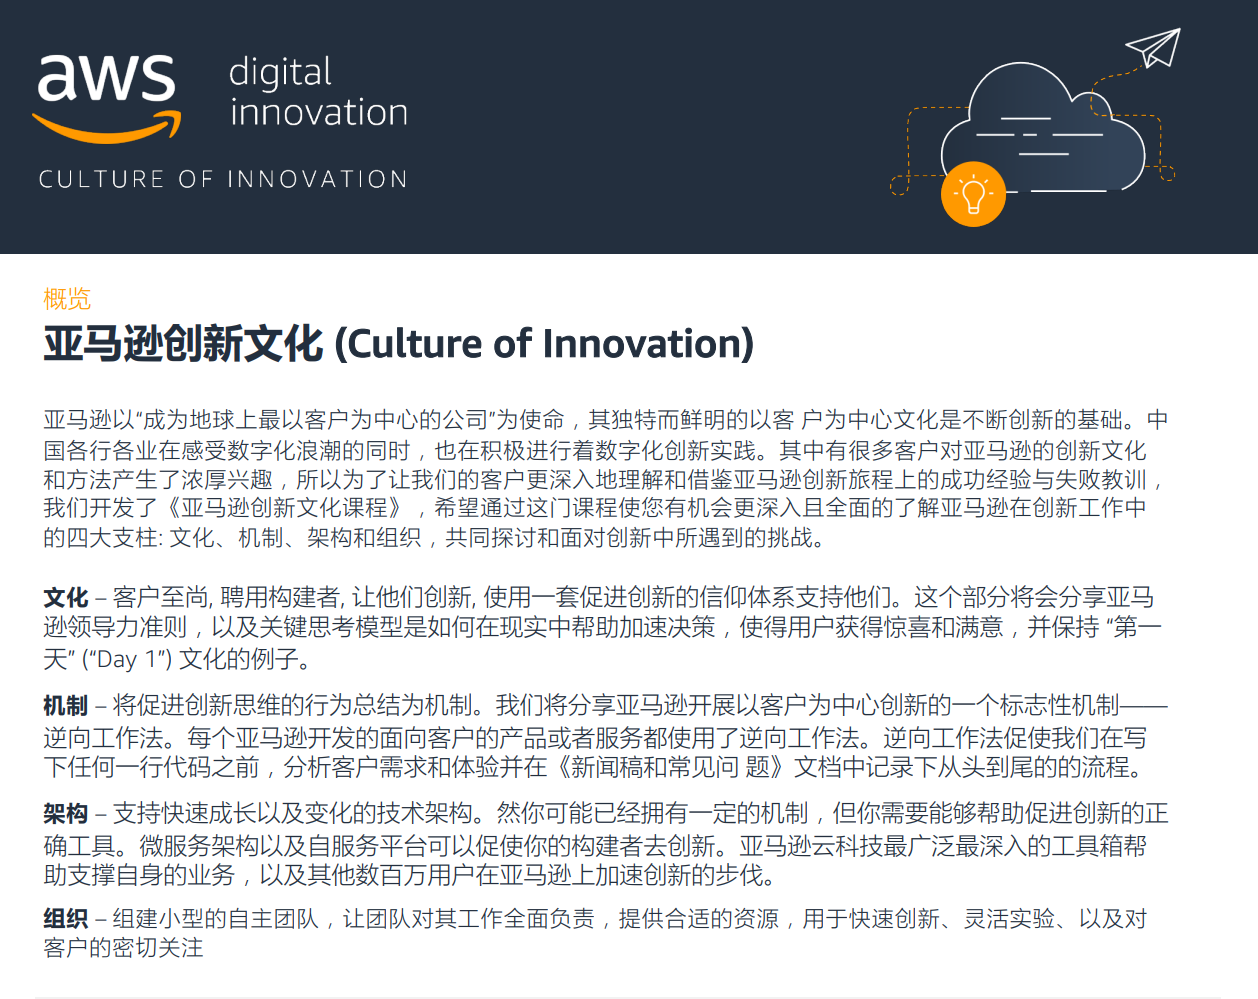 aws
digital
innovation
CULTURE OF INNOVATION
概览
亚马逊创新文化 (Culture of Innovation)
亚马逊以“成为地球上最以客户为中心的公司”为使命，其独特而鲜明的以客 户为中心文化是不断创新的基础。中
国各行各业在感受数字化浪潮的同时，也在积极进行着数字化创新实践。其中有很多客户对亚马逊的创新文化
和方法产生了浓厚兴趣，所以为了让我们的客户更深入地理解和借鉴亚马逊创新旅程上的成功经验与失败教训，
我们开发了《亚马逊创新文化课程》，希望通过这门课程使您有机会更深入且全面的了解亚马逊在创新工作中
的四大支柱: 文化、机制、架构和组织，共同探讨和面对创新中所遇到的挑战。
文化 – 客户至尚, 聘用构建者, 让他们创新, 使用一套促进创新的信仰体系支持他们。这个部分将会分享亚马
逊领导力准则，以及关键思考模型是如何在现实中帮助加速决策，使得用户获得惊喜和满意，并保持 “第一
天” (“Day 1”) 文化的例子。
机制 – 将促进创新思维的行为总结为机制。我们将分享亚马逊开展以客户为中心创新的一个标志性机制——
逆向工作法。每个亚马逊开发的面向客户的产品或者服务都使用了逆向工作法。逆向工作法促使我们在写
下任何一行代码之前，分析客户需求和体验并在《新闻稿和常见问 题》文档中记录下从头到尾的的流程。
架构 – 支持快速成长以及变化的技术架构。然你可能已经拥有一定的机制，但你需要能够帮助促进创新的正
确工具。微服务架构以及自服务平台可以促使你的构建者去创新。亚马逊云科技最广泛最深入的工具箱帮
助支撑自身的业务，以及其他数百万用户在亚马逊上加速创新的步伐。
组织 – 组建小型的自主团队，让团队对其工作全面负责，提供合适的资源，用于快速创新、灵活实验、以及对
客户的密切关注